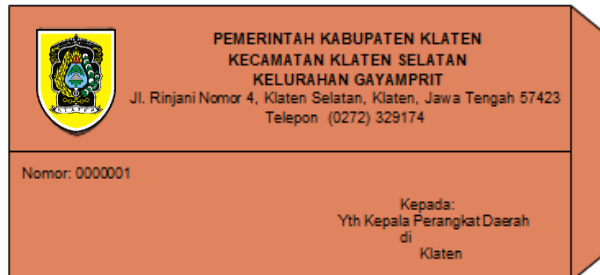 PEMERINTAH KABUPATEN KLATEN
KECAMATAN KLATEN SELATAN
KELURAHAN GAYAMPRIT
Jl. Rinjani Nomor 4, Klaten Selatan, Klaten, Jawa Tengah 57423
Telepon (0272) 329174
KLATEN
Nomor: 0000001
Kepada:
Yth Kepala Perangkat Daerah
di
Klaten